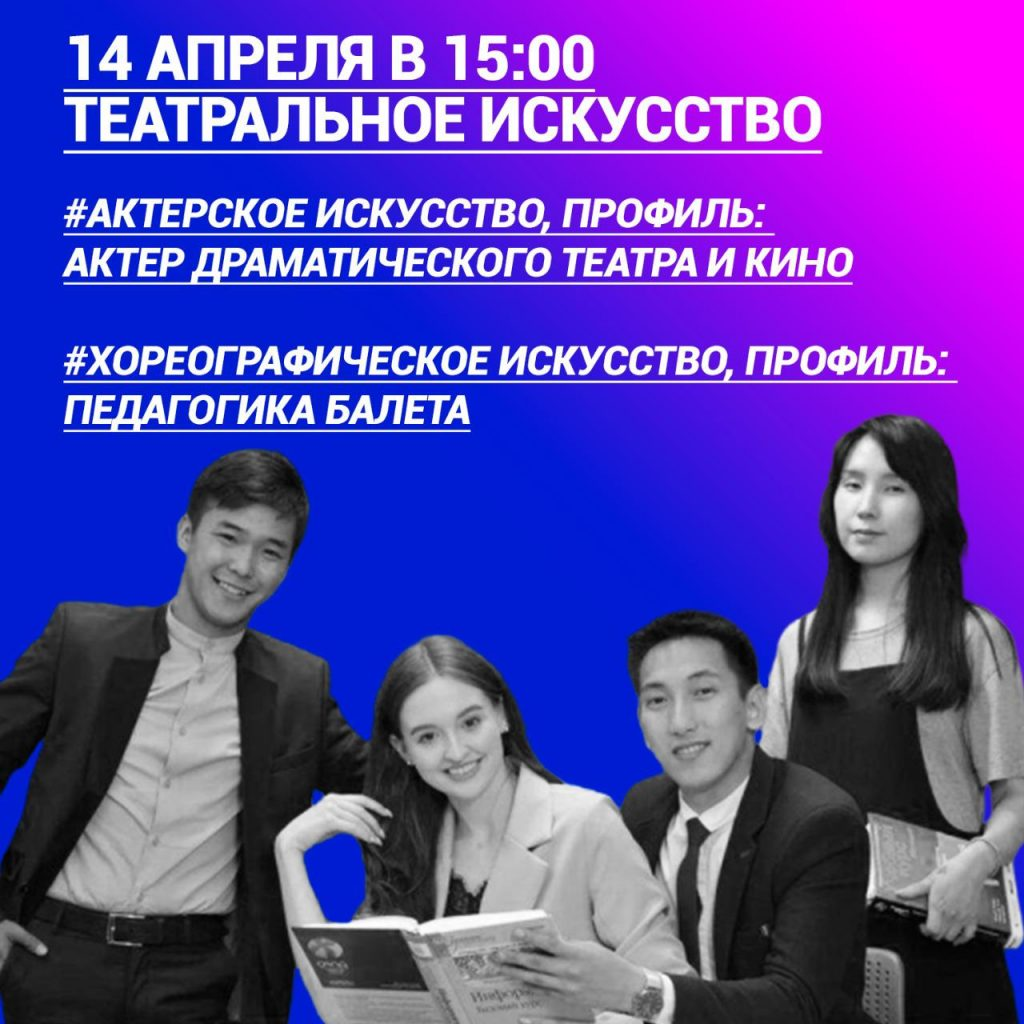 14 АПРЕЛЯ В 15:00
ТЕАТРАЛЬНОЕ ИСКУССТВО
#АКТЕРСКОЕ ИСКУССТВО, ПРОФИЛЬ:
АКТЕР ДРАМАТИЧЕСКОГО ТЕАТРА И КИНО
#ХОРЕОГРАФИЧЕСКОЕ ИСКУССТВО, ПРОФИЛЬ:
ПЕДАГОГИКА БАЛЕТА